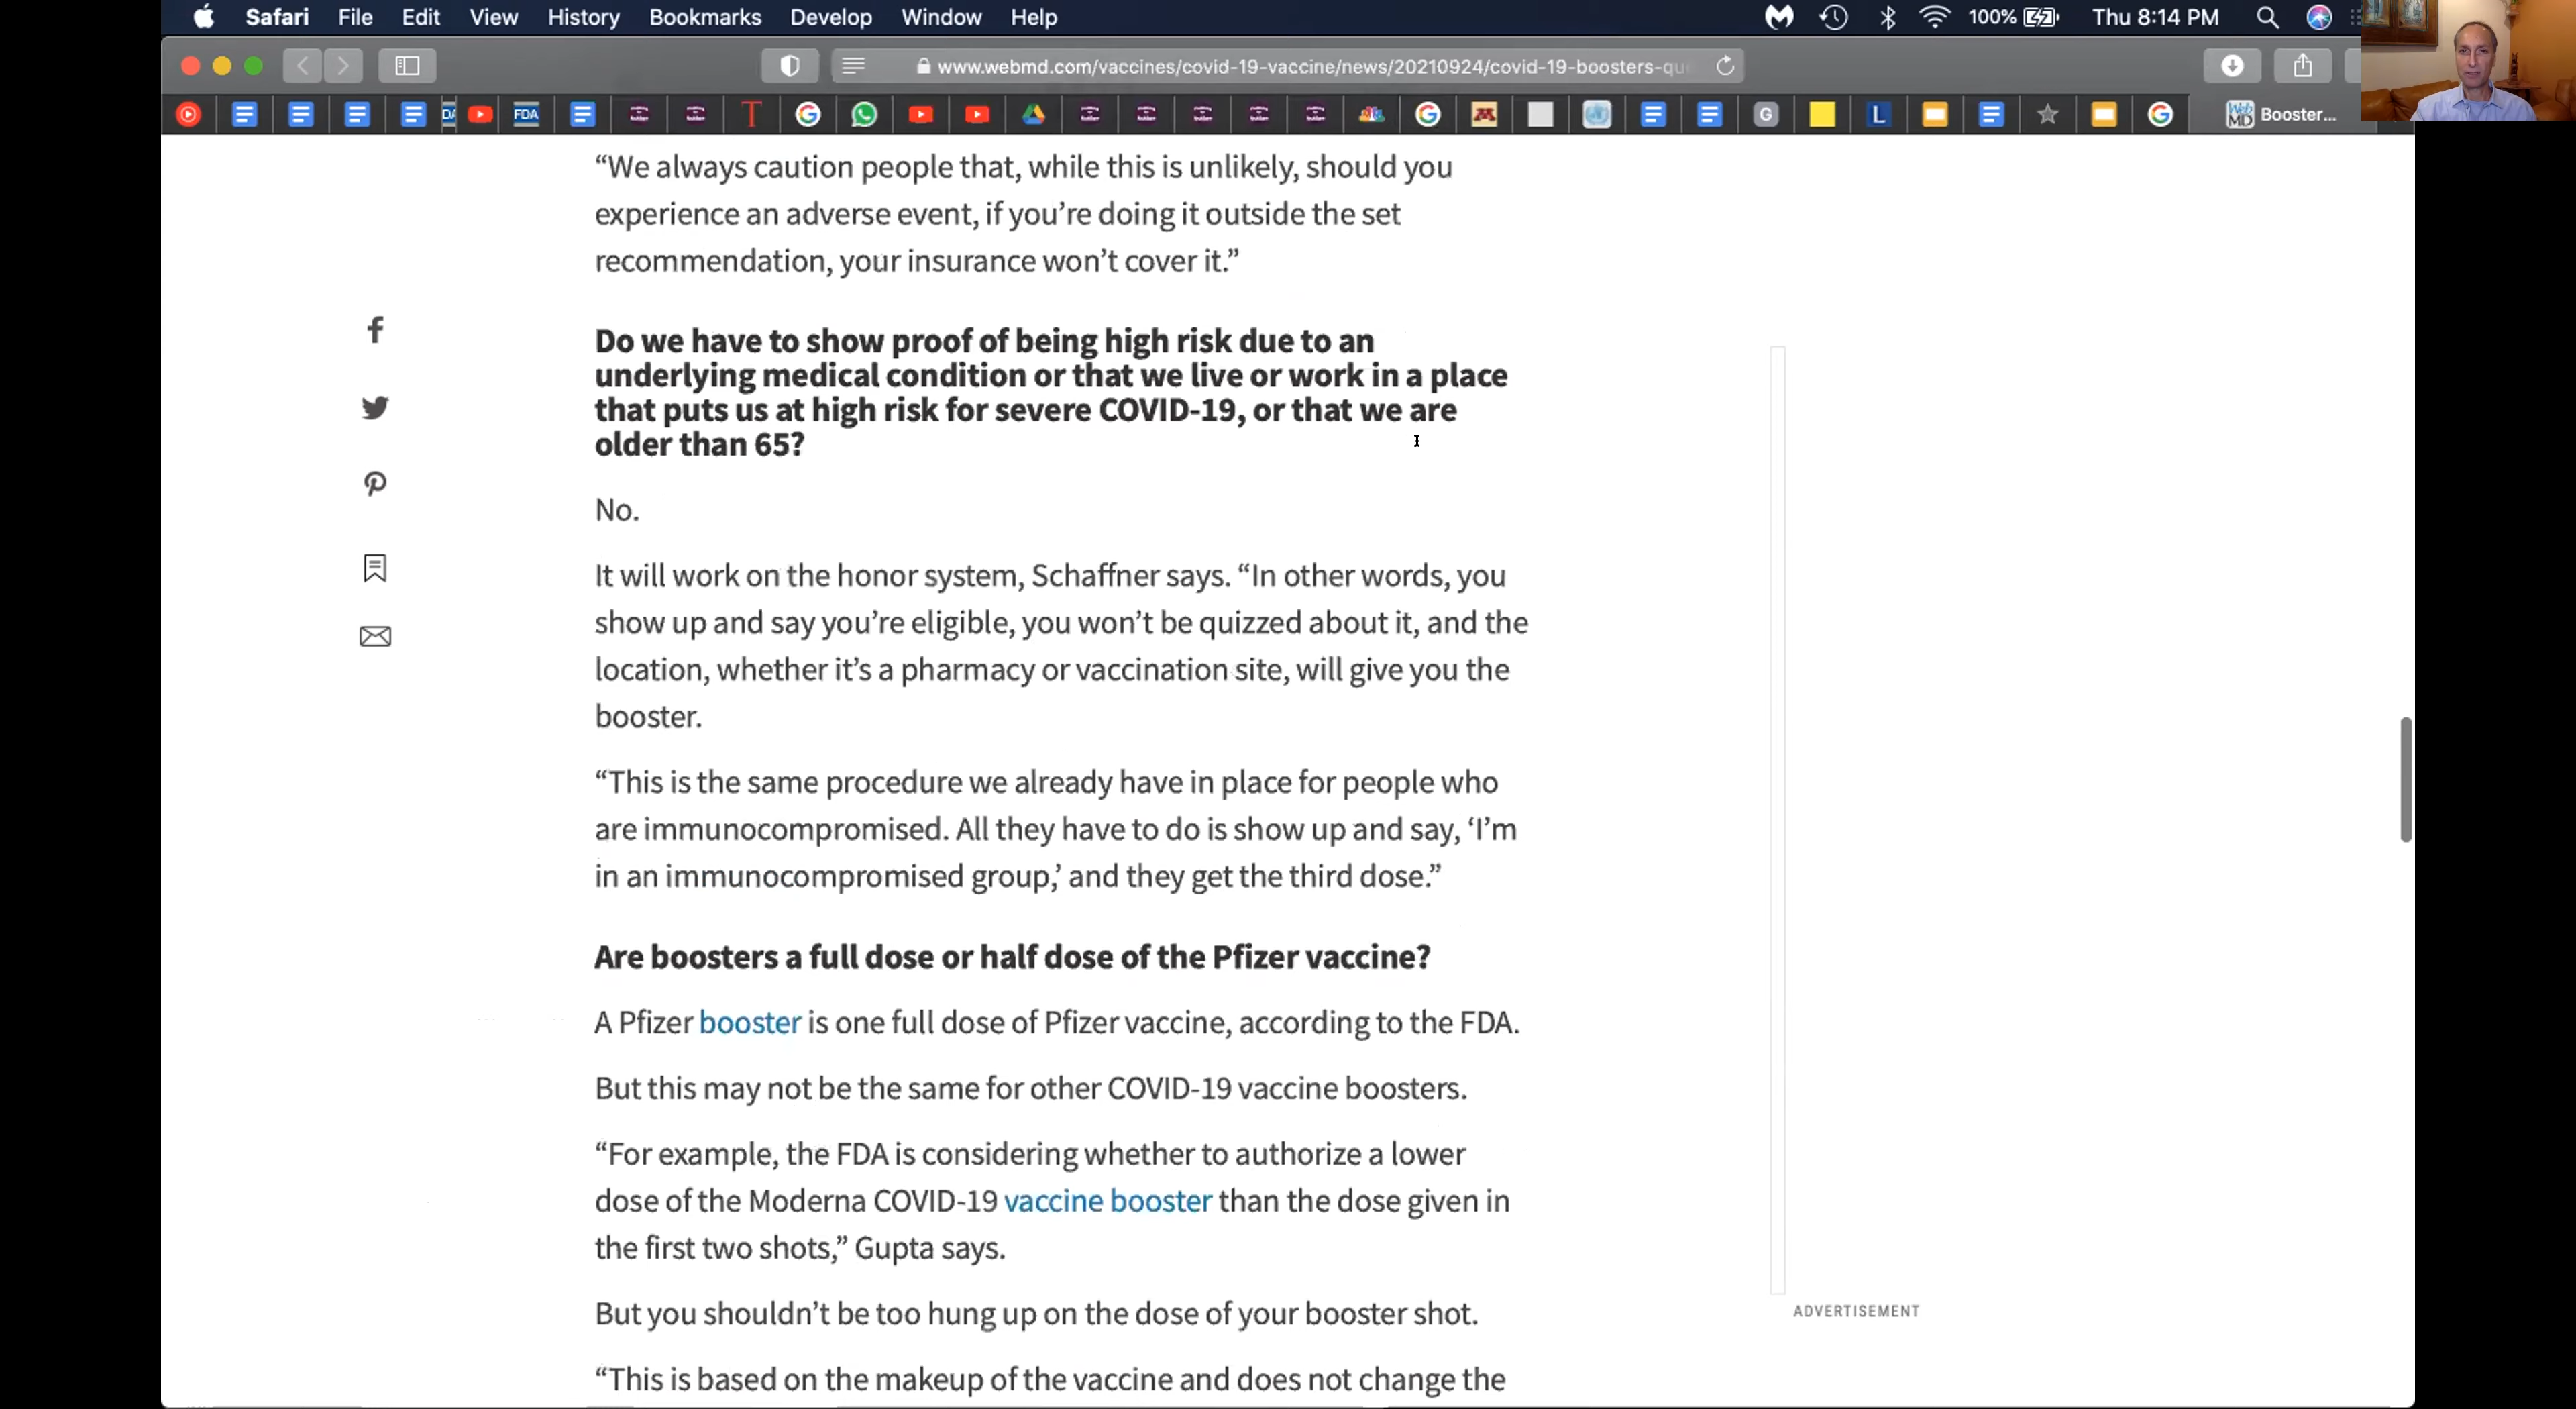 Safari File Edit View History Bookmarks Develop Window Help 100% Thu 8:14 PM
www.webmd.com/vaccines/covid-19-vaccine/news/20210924/covid-19-boosters-qu
FDA T G G M G L G Web MD Booster...
“We always caution people that, while this is unlikely, should you
experience an adverse event, if you’re doing it outside the set
recommendation, your insurance won’t cover it.”
Do we have to show proof of being high risk due to an
underlying medical condition or that we live or work in a place
that puts us at high risk for severe COVID-19, or that we are
older than 65?
No.
It will work on the honor system, Schaffner says. “In other words, you
show up and say you’re eligible, you won’t be quizzed about it, and the
location, whether it’s a pharmacy or vaccination site, will give you the
booster.
“This is the same procedure we already have in place for people who
are immunocompromised. All they have to do is show up and say, ‘I’m
in an immunocompromised group,’ and they get the third dose.”
Are boosters a full dose or half dose of the Pfizer vaccine?
A Pfizer booster is one full dose of Pfizer vaccine, according to the FDA.
But this may not be the same for other COVID-19 vaccine boosters.
“For example, the FDA is considering whether to authorize a lower
dose of the Moderna COVID-19 vaccine booster than the dose given in
the first two shots,” Gupta says.
But you shouldn’t be too hung up on the dose of your booster shot.
“This is based on the makeup of the vaccine and does not change the
ADVERTISEMENT